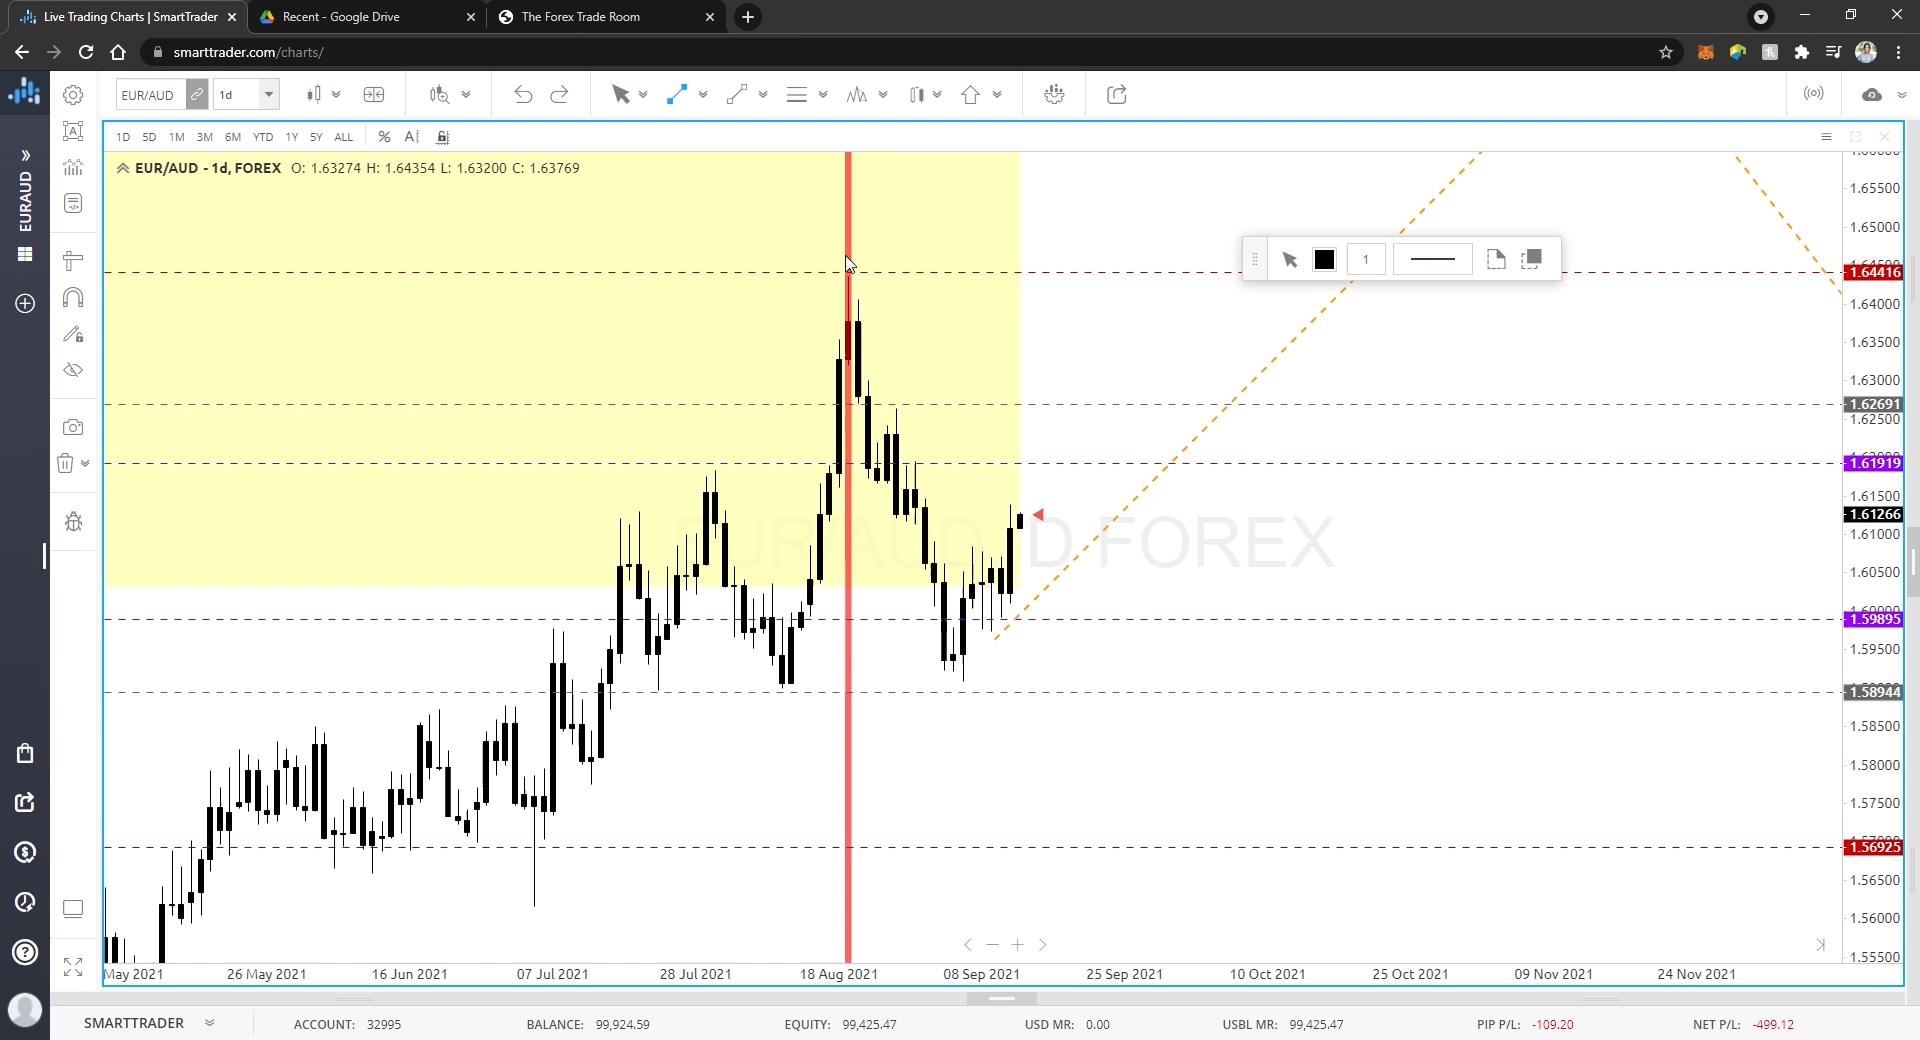 Live Trading Charts | SmartTrader
Recent - Google Drive
The Forex Trade Room
smarttrader.com/charts/
EUR/AUD
1d
1
1D 5D 1M 3M 6M YTD 1Y 5Y ALL % A
EURAUD
EUR/AUD - 1d, FOREX O: 1.63274 H: 1.64354 L: 1.63200 C: 1.63769
1.65500
1.65000
1.64416
1.64000
1.63500
1.63000
1.62691
1.62500
1.61919
1.61500
1.61266
1.61000
1.60500
1.59895
1.59500
1.58944
1.58500
1.58000
1.57500
1.56925
1.56500
1.56000
1.55500
D FOREX
May 2021 26 May 2021 16 Jun 2021 07 Jul 2021 28 Jul 2021 18 Aug 2021 08 Sep 2021 25 Sep 2021 10 Oct 2021 25 Oct 2021 09 Nov 2021 24 Nov 2021
SMARTTRADER ACCOUNT: 32995 BALANCE: 99,924.59 EQUITY: 99,425.47 USD MR: 0.00 USBL MR: 99,425.47 PIP P/L: -109.20 NET P/L: -499.12